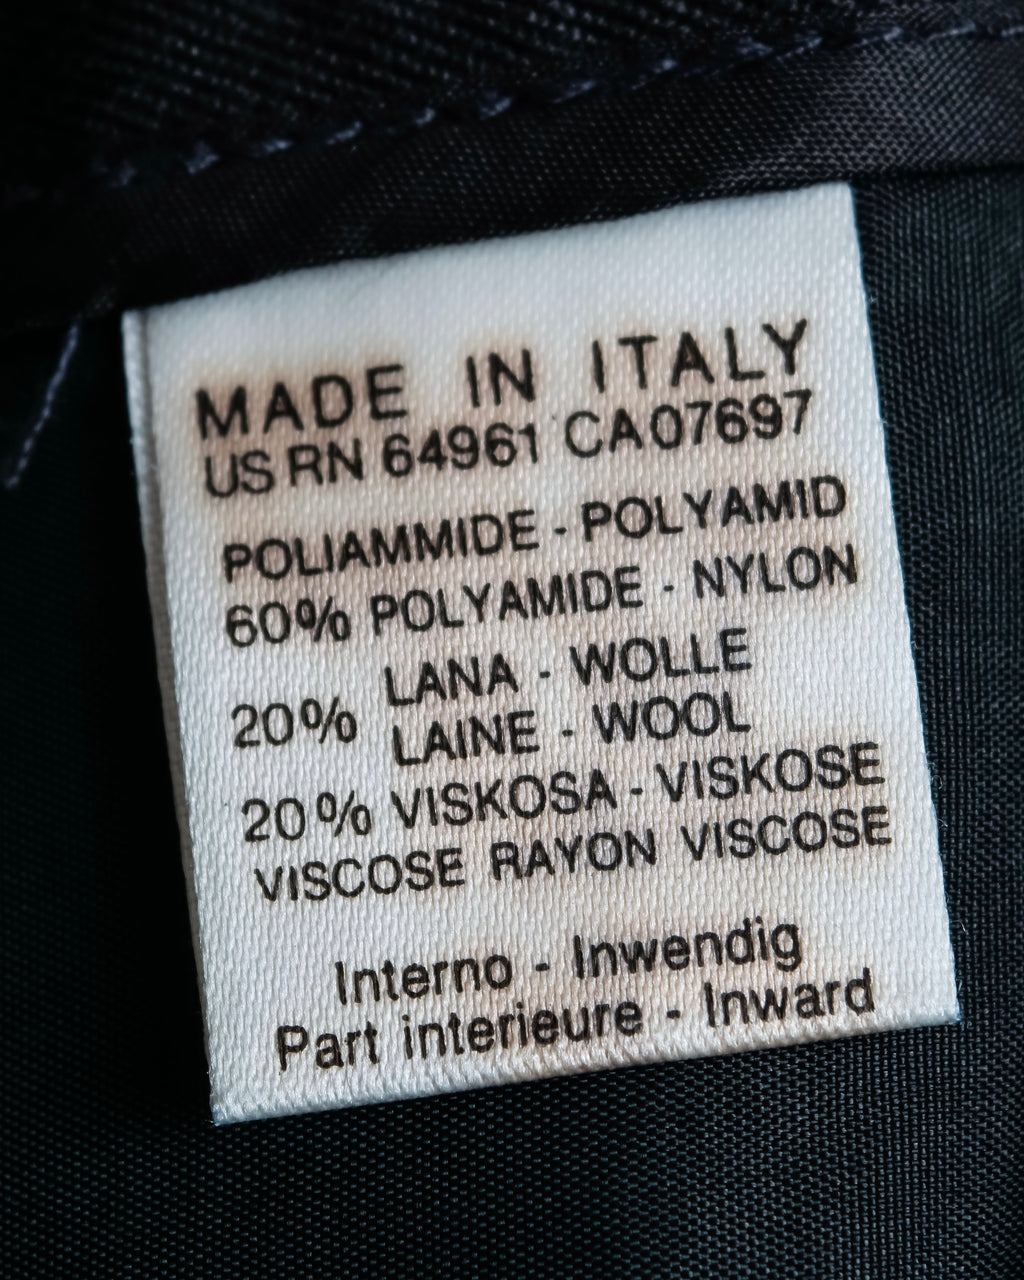 MADE IN ITALY
US RN 64961 CA07697
POLIAMMIDE - POLYAMID
60% POLYAMIDE - NYLON
20% LANA - WOLLE
LAINE - WOOL
20% VISKOSA - VISKOSE
VISCOSE RAYON VISCOSE
Interno - Inwendig
Part interieure - Inward